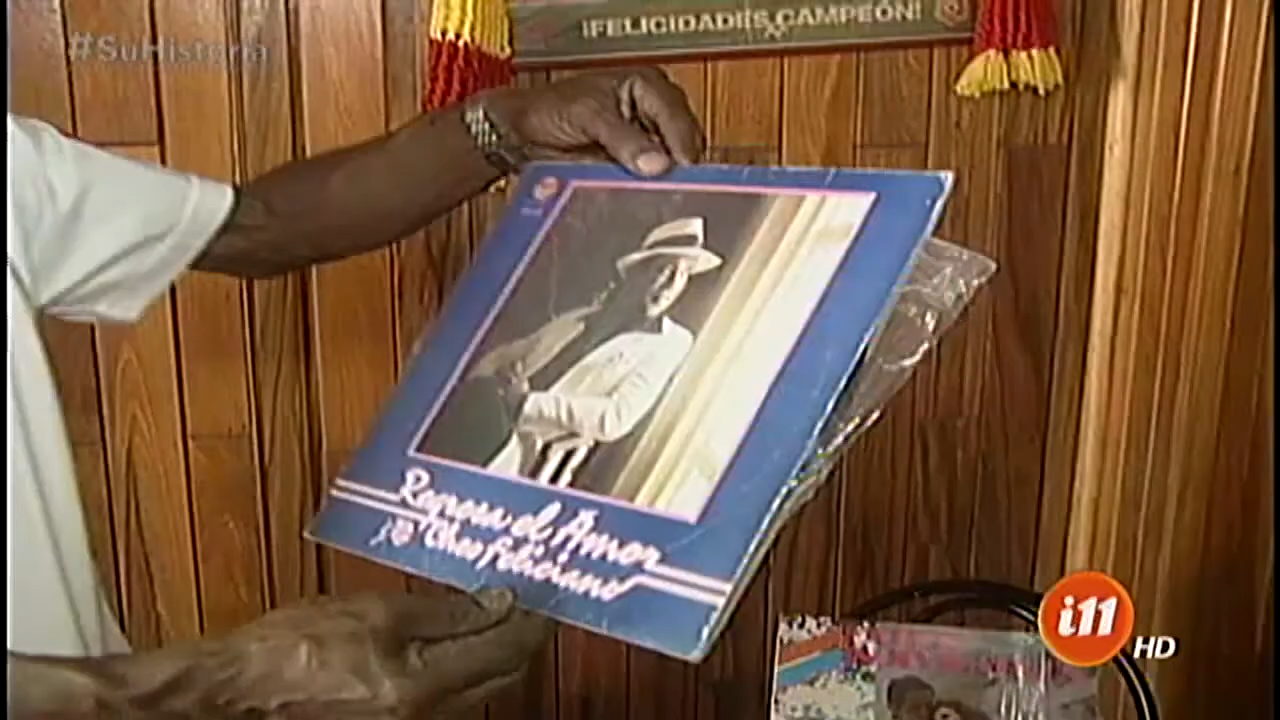 #SuHistoria
¡FELICIDADES CAMPEÓN!
Regresa el Amor
Cheo Feliciano
i11
HD